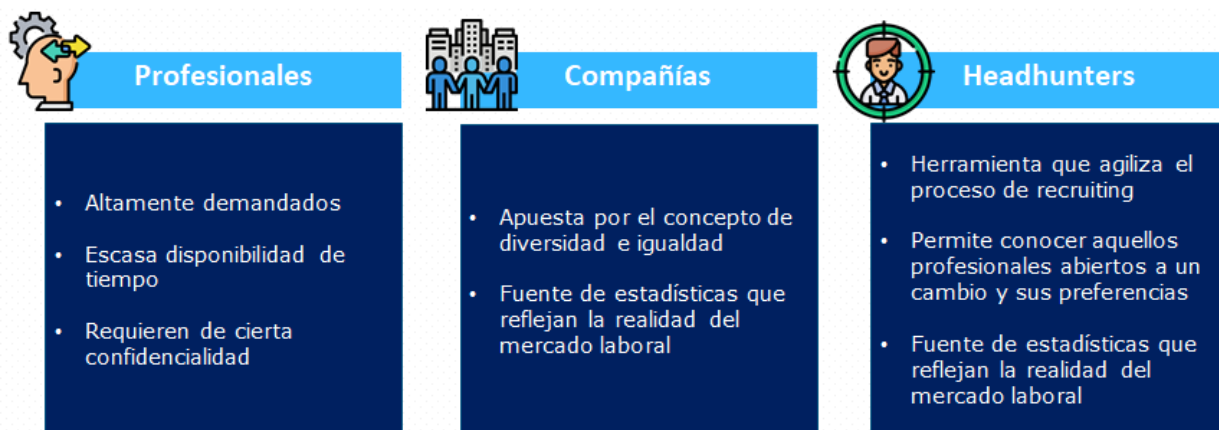 Profesionales
• Altamente demandados
• Escasa disponibilidad de
tiempo
• Requieren de cierta
confidencialidad
Compañías
• Apuesta por el concepto de
diversidad e igualdad
• Fuente de estadísticas que
reflejan la realidad del
mercado laboral
Headhunters
• Herramienta que agiliza el
proceso de recruiting
• Permite conocer aquellos
profesionales abiertos a un
cambio y sus preferencias
• Fuente de estadísticas que
reflejan la realidad del
mercado laboral